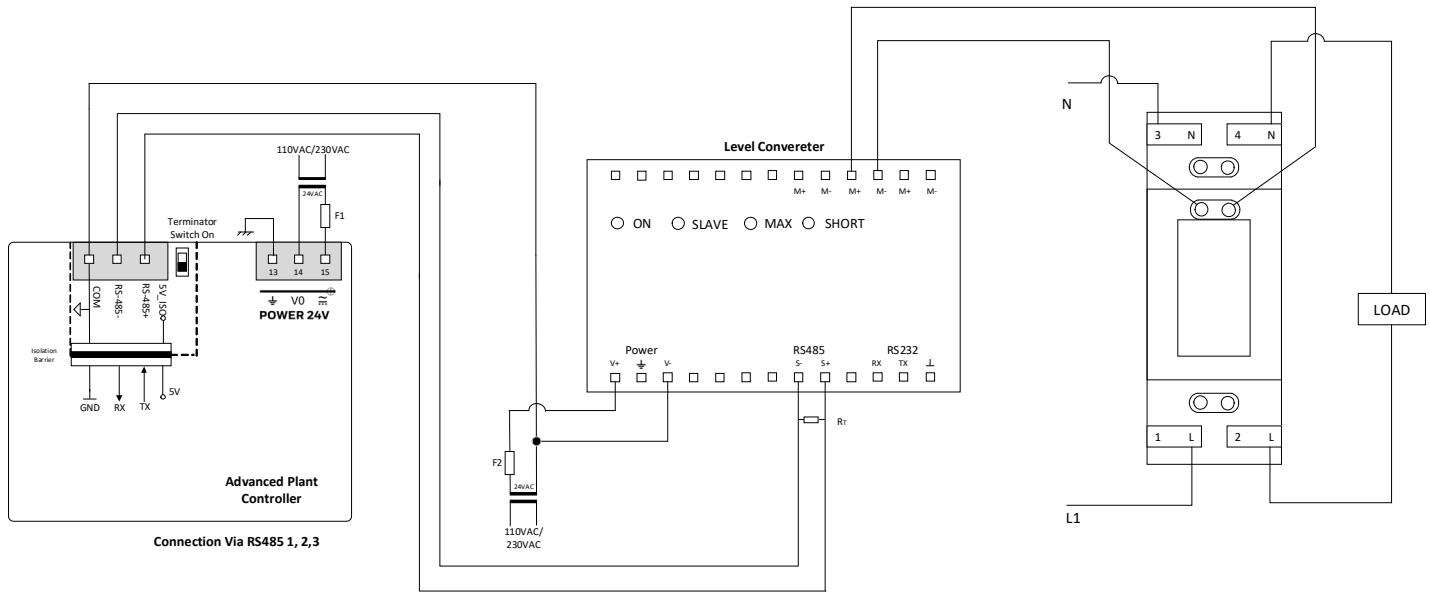 N
3 N
4 N
Level Convereter
M+ M- M+ M- M+ M-
110VAC/230VAC
24VAC
F1
ON SLAVE MAX SHORT
Terminator
Switch On
13 14 15
V0
POWER 24V
COM
RS-485-
RS-485+
5V_ISO
LOAD
Isolation
Barrier
5V
GND RX TX
Power RS485 RS232
V+ V- S- S+ RX TX
RT
1 L
2 L
F2
24VAC
Advanced Plant
Controller
110VAC/
230VAC
L1
Connection Via RS485 1, 2,3